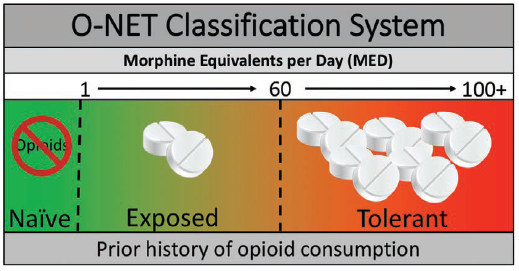 O-NET Classification System
Morphine Equivalents per Day (MED)
1 60 100+
Opioids
Naïve Exposed Tolerant
Prior history of opioid consumption